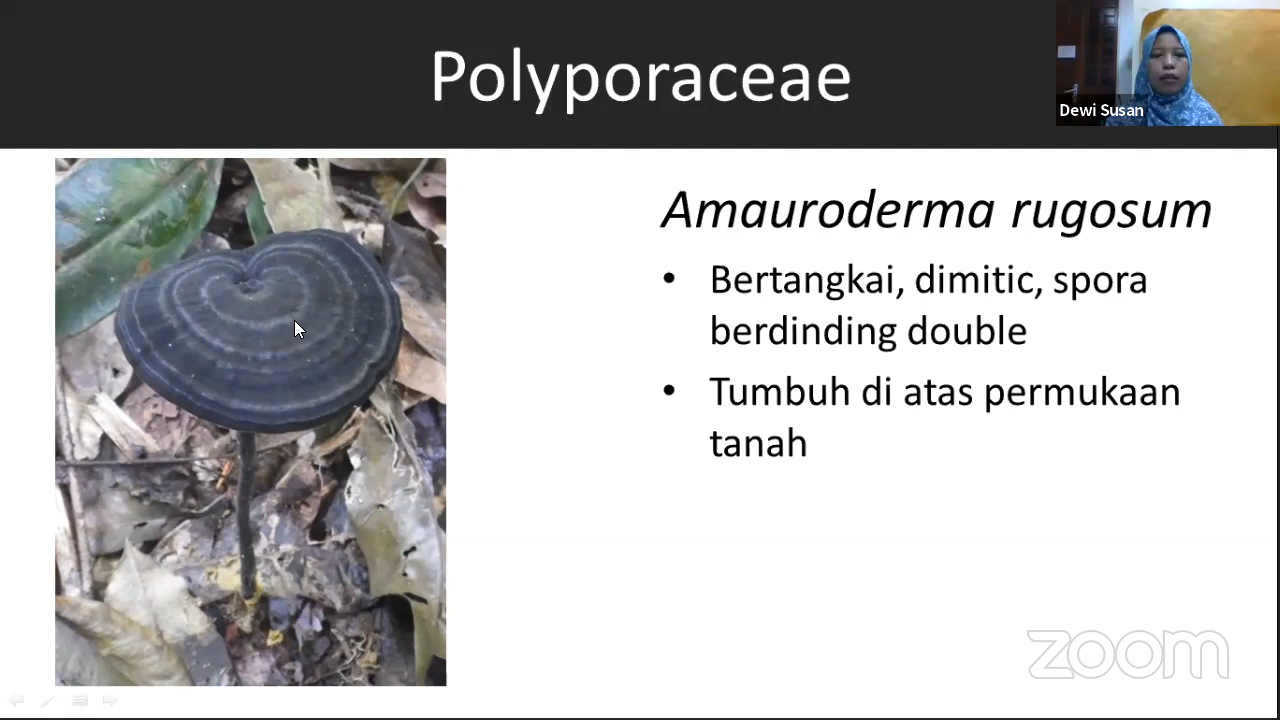 Polyporaceae
Dewi Susan
Amauroderma rugosum
• Bertangkai, dimitic, spora
berdinding double
• Tumbuh di atas permukaan
tanah
zoom